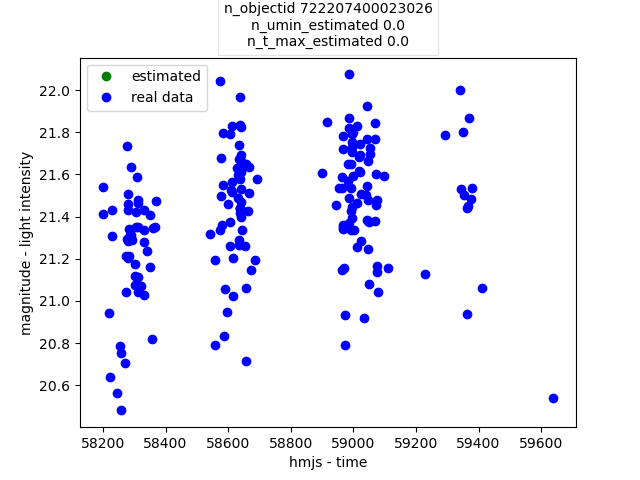 n_objectid 722207400023026
n_umin_estimated 0.0
n_t_max_estimated 0.0
estimated
real data
magnitude - light intensity
22.0
21.8
21.6
21.4
21.2
21.0
20.8
20.6
58200 58400 58600 58800 59000 59200 59400 59600
hmjs - time